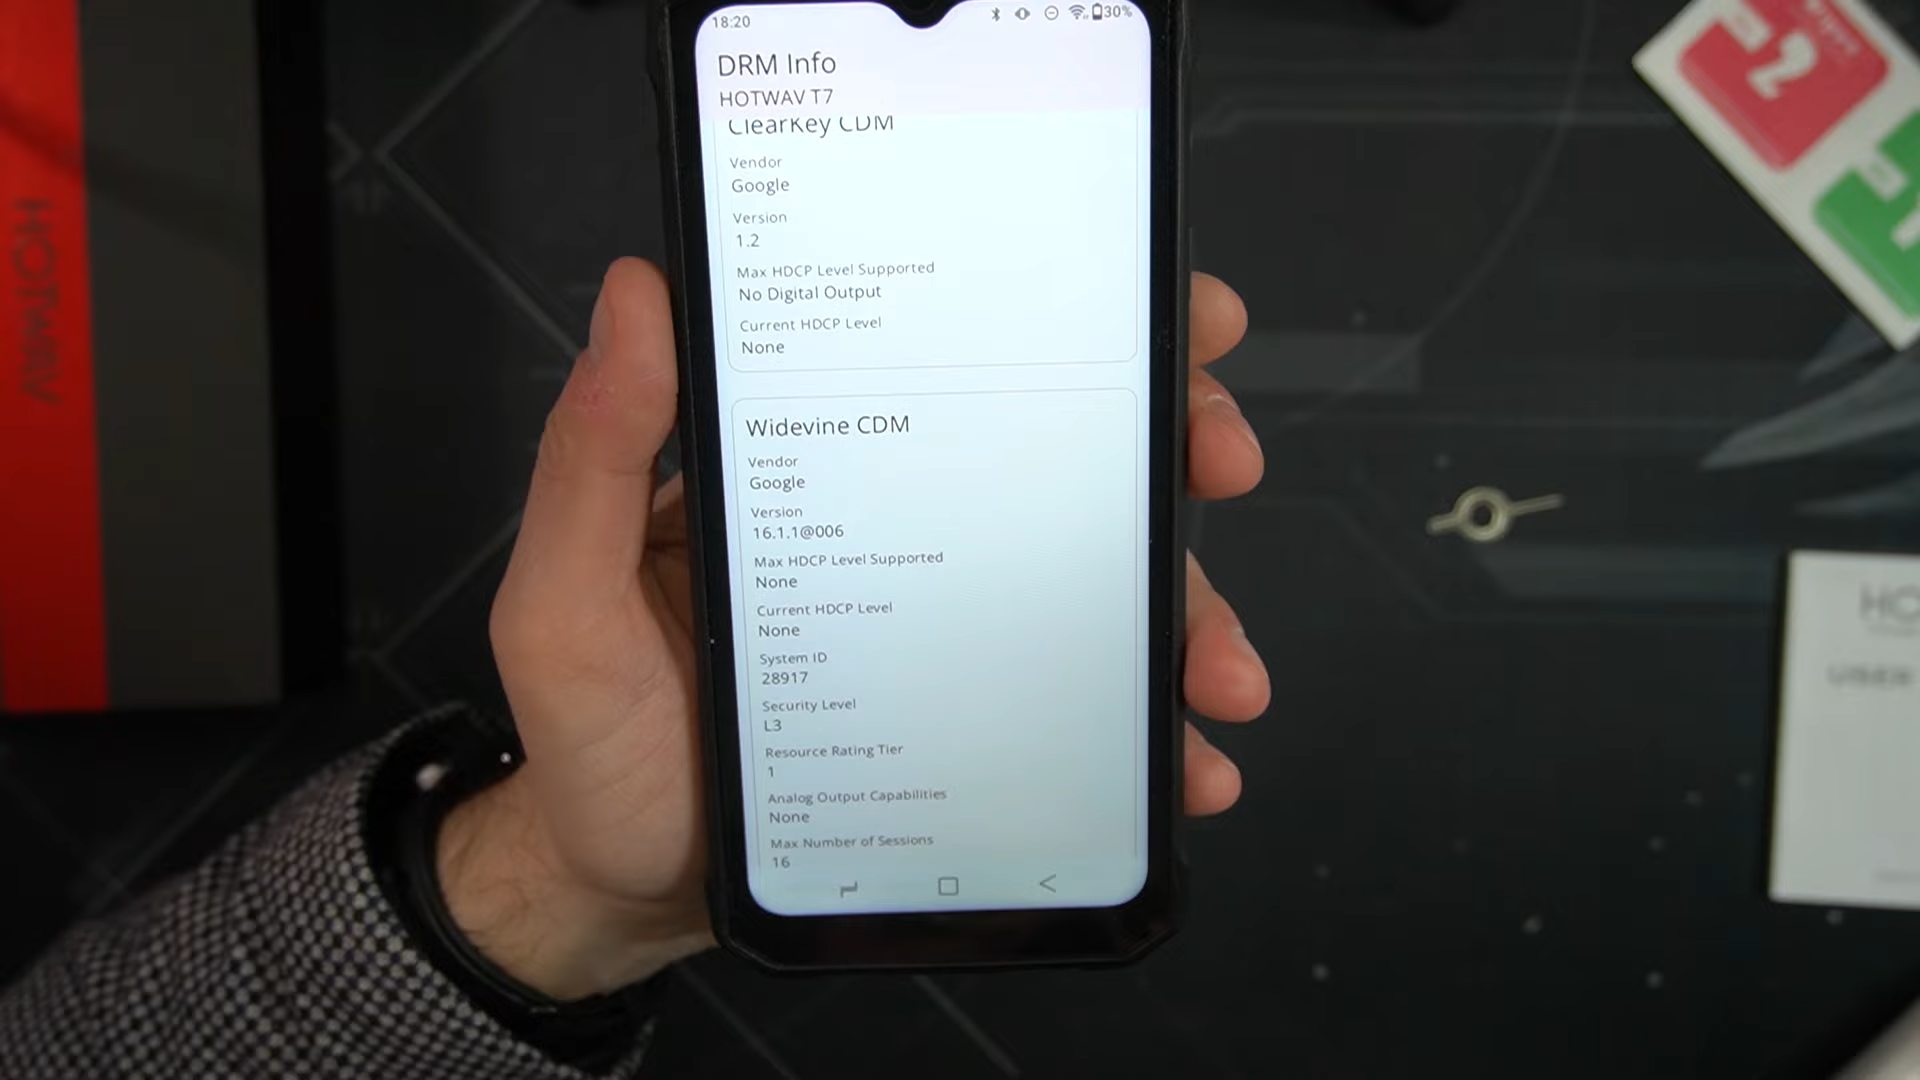 18:20
30%
DRM Info
HOTWAV T7
ClearKey CDM
Vendor
Google
Version
1.2
Max HDCP Level Supported
No Digital Output
Current HDCP Level
None
Widevine CDM
Vendor
Google
Version
16.1.1@006
Max HDCP Level Supported
None
Current HDCP Level
None
System ID
28917
Security Level
L3
Resource Rating Tier
1
Analog Output Capabilities
None
Max Number of Sessions
16
HOTWAV
2
HO
USER